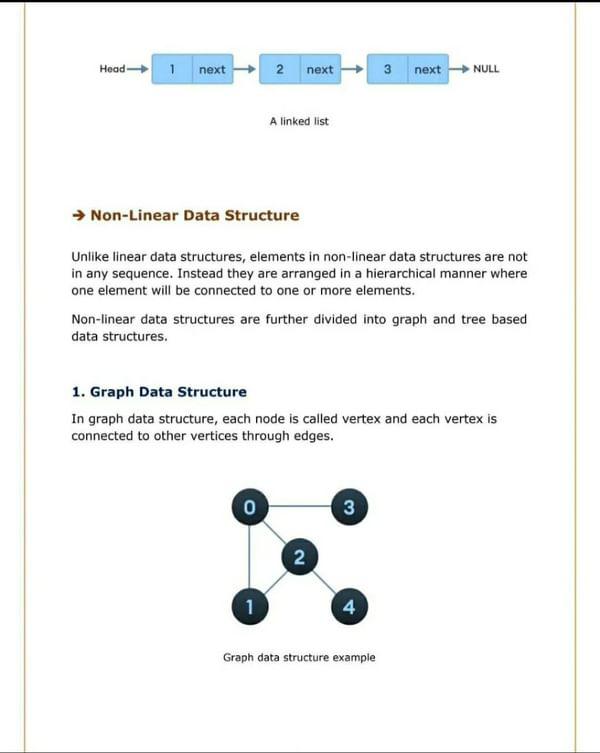 Head 1 next 2 next 3 next NULL
A linked list
→ Non-Linear Data Structure
Unlike linear data structures, elements in non-linear data structures are not
in any sequence. Instead they are arranged in a hierarchical manner where
one element will be connected to one or more elements.
Non-linear data structures are further divided into graph and tree based
data structures.
1. Graph Data Structure
In graph data structure, each node is called vertex and each vertex is
connected to other vertices through edges.
0 3
2
1 4
Graph data structure example